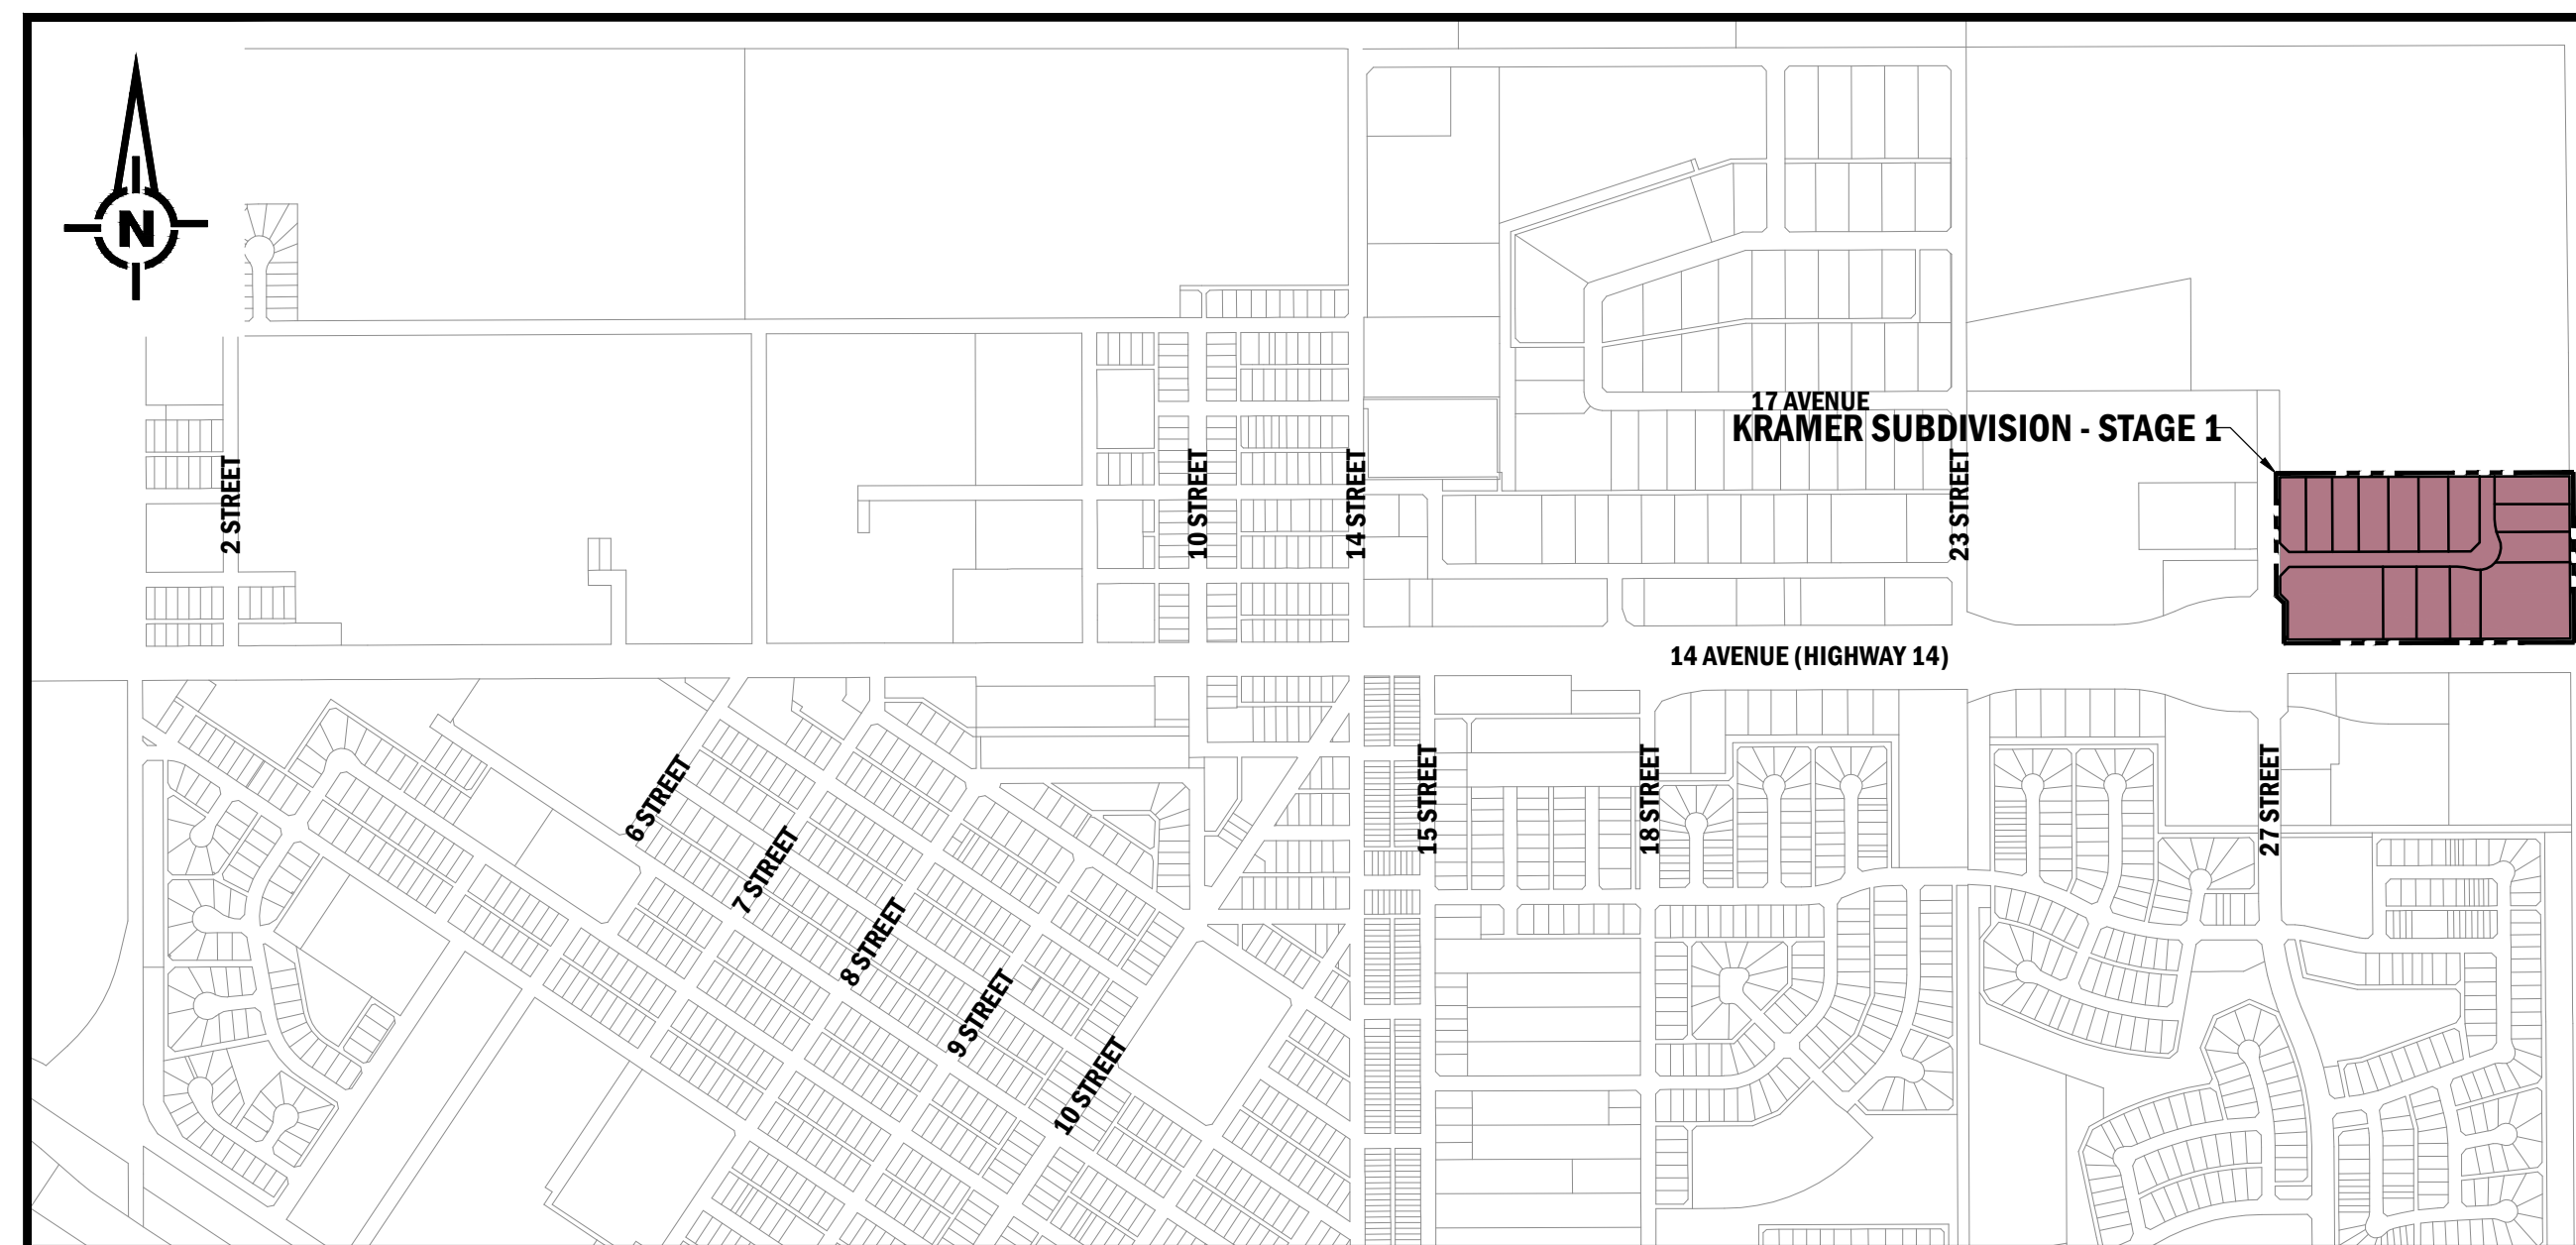 N
17 AVENUE
KRAMER SUBDIVISION - STAGE 1
2 STREET
10 STREET
14 STREET
23 STREET
14 AVENUE (HIGHWAY 14)
6 STREET
7 STREET
8 STREET
9 STREET
10 STREET
15 STREET
18 STREET
27 STREET